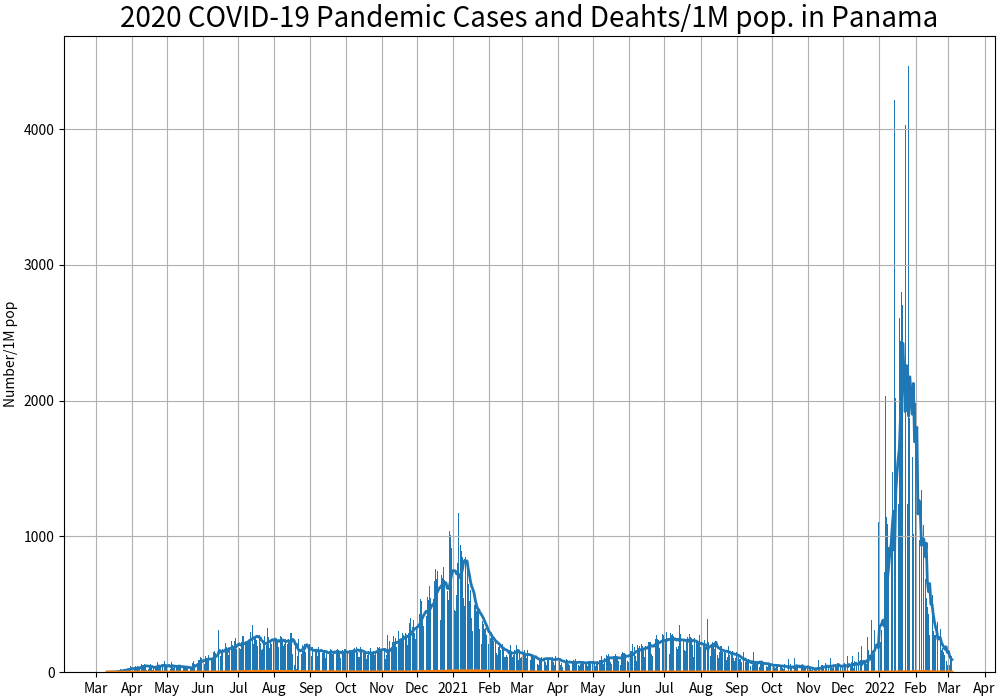 2020 COVID-19 Pandemic Cases and Deahts/1M pop. in Panama
Number/1M pop
4000
3000
2000
1000
0
Mar Apr May Jun Jul Aug Sep Oct Nov Dec 2021 Feb Mar Apr May Jun Jul Aug Sep Oct Nov Dec 2022 Feb Mar Apr